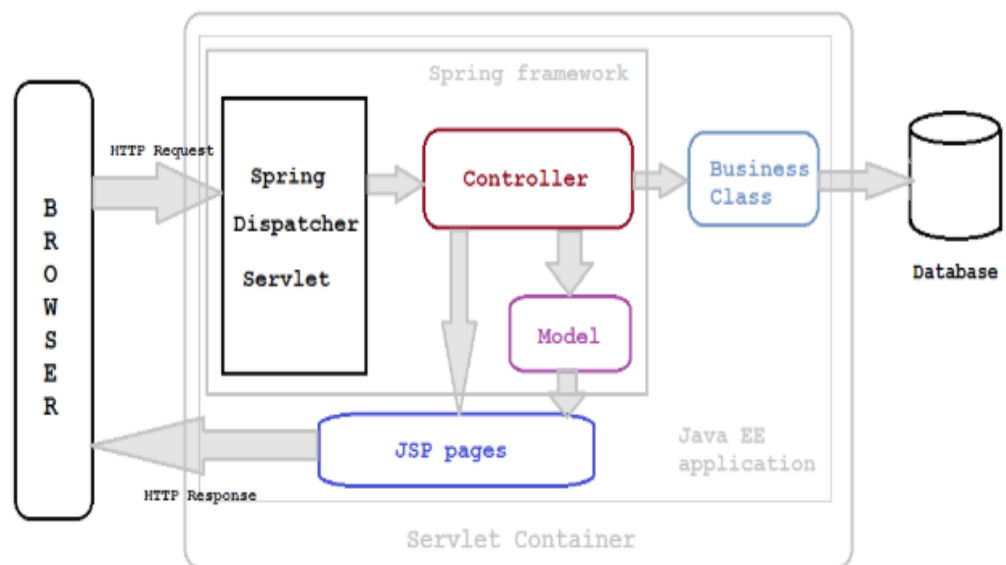 Spring framework
HTTP Request
BROWSER
Spring
Dispatcher
Servlet
Controller
Business
Class
Database
Model
JSP pages
Java EE
application
HTTP Response
Servlet Container